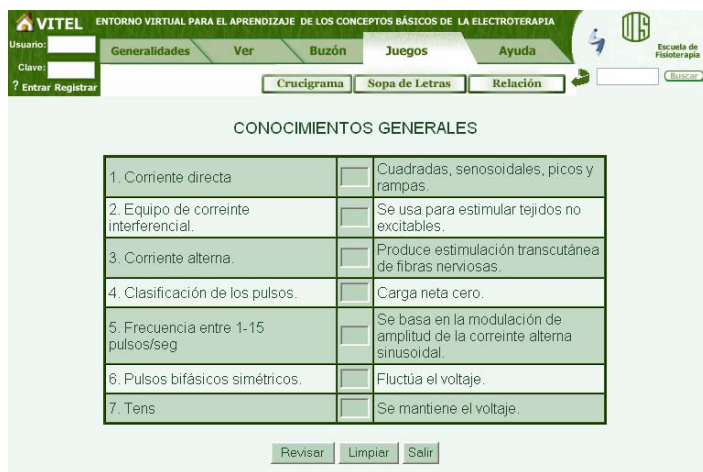 VITEL ENTORNO VIRTUAL PARA EL APRENDIZAJE DE LOS CONCEPTOS BÁSICOS DE LA ELECTROTERAPIA
Usuario:
Clave:
? Entrar Registrar
Generalidades Ver Buzón Juegos Ayuda
Crucigrama Sopa de Letras Relación
UIS
Escuela de
Fisioterapia
Buscar
CONOCIMIENTOS GENERALES
1. Corriente directa
Cuadradas, senosoidales, picos y
rampas.
2. Equipo de correinte
interferencial.
Se usa para estimular tejidos no
excitables.
3. Corriente alterna.
Produce estimulación transcutánea
de fibras nerviosas.
4. Clasificación de los pulsos.
Carga neta cero.
5. Frecuencia entre 1-15
pulsos/seg
Se basa en la modulación de
amplitud de la correinte alterna
sinusoidal.
6. Pulsos bifásicos simétricos.
Fluctúa el voltaje.
7. Tens
Se mantiene el voltaje.
Revisar Limpiar Salir